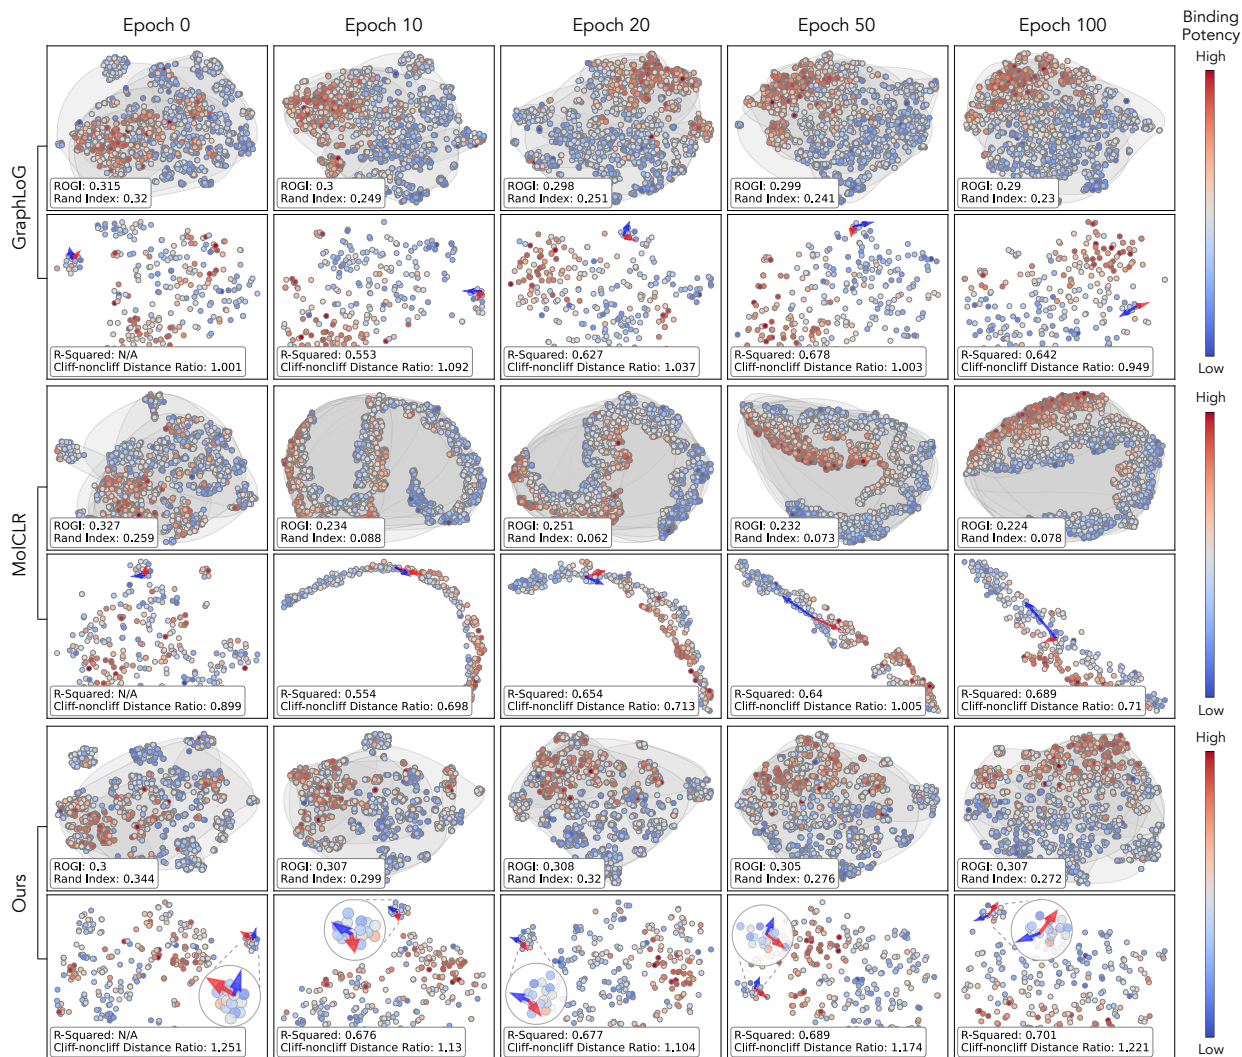 Epoch 0
Epoch 10
Epoch 20
Epoch 50
Epoch 100
Binding
Potency
High
Low
GraphLoG
ROGI: 0.315
Rand Index: 0.32
ROGI: 0.3
Rand Index: 0.249
ROGI: 0.298
Rand Index: 0.251
ROGI: 0.299
Rand Index: 0.241
ROGI: 0.29
Rand Index: 0.23
R-Squared: N/A
Cliff-noncliff Distance Ratio: 1.001
R-Squared: 0.553
Cliff-noncliff Distance Ratio: 1.092
R-Squared: 0.627
Cliff-noncliff Distance Ratio: 1.037
R-Squared: 0.678
Cliff-noncliff Distance Ratio: 1.003
R-Squared: 0.642
Cliff-noncliff Distance Ratio: 0.949
High
Low
MolCLR
ROGI: 0.327
Rand Index: 0.259
ROGI: 0.234
Rand Index: 0.088
ROGI: 0.251
Rand Index: 0.062
ROGI: 0.232
Rand Index: 0.073
ROGI: 0.224
Rand Index: 0.078
R-Squared: N/A
Cliff-noncliff Distance Ratio: 0.899
R-Squared: 0.554
Cliff-noncliff Distance Ratio: 0.698
R-Squared: 0.654
Cliff-noncliff Distance Ratio: 0.713
R-Squared: 0.64
Cliff-noncliff Distance Ratio: 1.005
R-Squared: 0.689
Cliff-noncliff Distance Ratio: 0.71
High
Low
Ours
ROGI: 0.3
Rand Index: 0.344
ROGI: 0.307
Rand Index: 0.299
ROGI: 0.308
Rand Index: 0.32
ROGI: 0.305
Rand Index: 0.276
ROGI: 0.307
Rand Index: 0.272
R-Squared: N/A
Cliff-noncliff Distance Ratio: 1.251
R-Squared: 0.676
Cliff-noncliff Distance Ratio: 1.13
R-Squared: 0.677
Cliff-noncliff Distance Ratio: 1.104
R-Squared: 0.689
Cliff-noncliff Distance Ratio: 1.174
R-Squared: 0.701
Cliff-noncliff Distance Ratio: 1.221